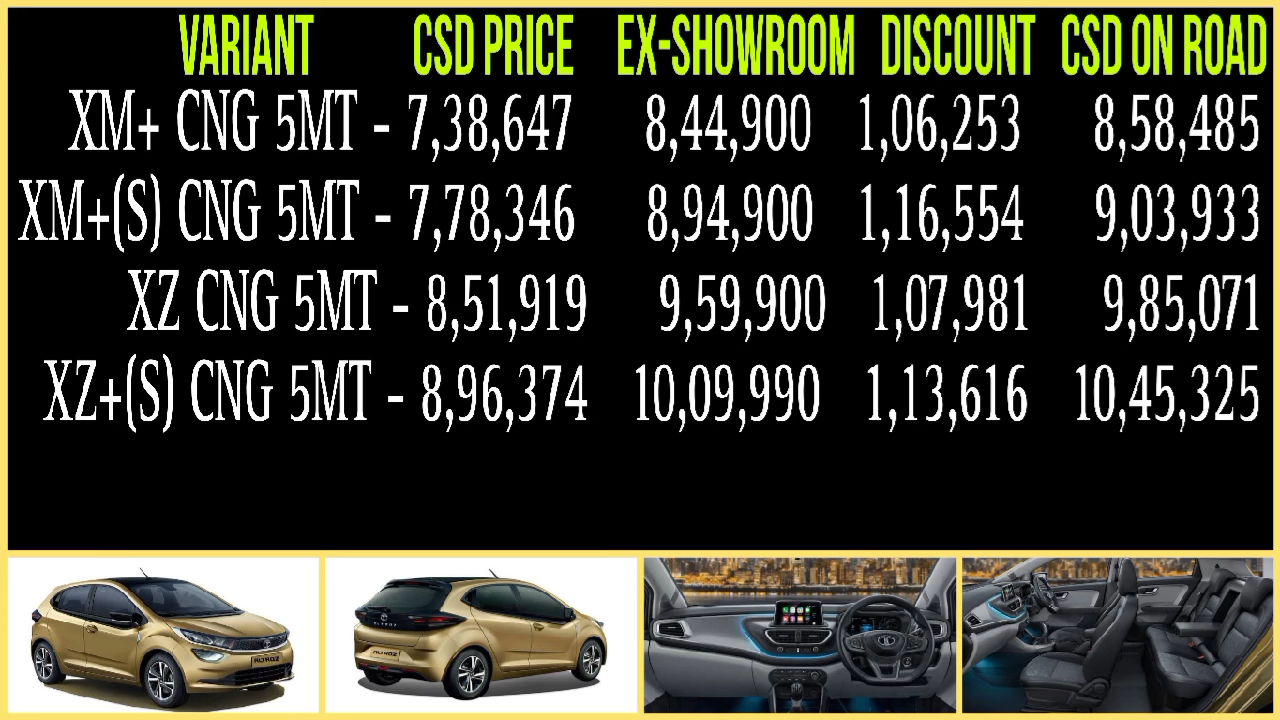 VARIANT CSD PRICE EX-SHOWROOM DISCOUNT CSD ON ROAD
XM+ CNG 5MT - 7,38,647 8,44,900 1,06,253 8,58,485
XM+(S) CNG 5MT - 7,78,346 8,94,900 1,16,554 9,03,933
XZ CNG 5MT - 8,51,919 9,59,900 1,07,981 9,85,071
XZ+(S) CNG 5MT - 8,96,374 10,09,990 1,13,616 10,45,325
ALTROZ
ALTROZ
ALTROZ